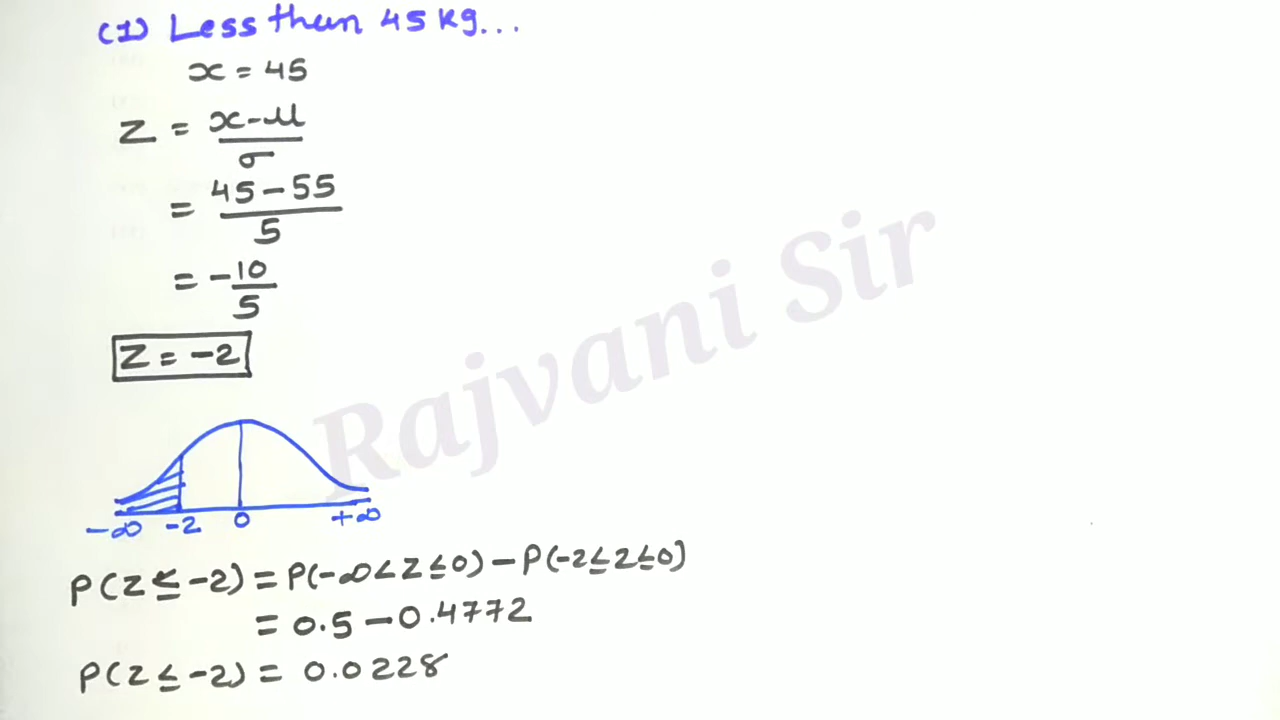 (1) Less than 45 kg...
x = 45
Z = x-μ/σ
= 45-55/5
= -10/5
Z = -2
-∞ -2 0 +∞
P(Z ≤ -2) = P(-∞<Z≤0) - P(-2≤Z≤0)
= 0.5 - 0.4772
P(Z ≤ -2) = 0.0228
Rajvani Sir